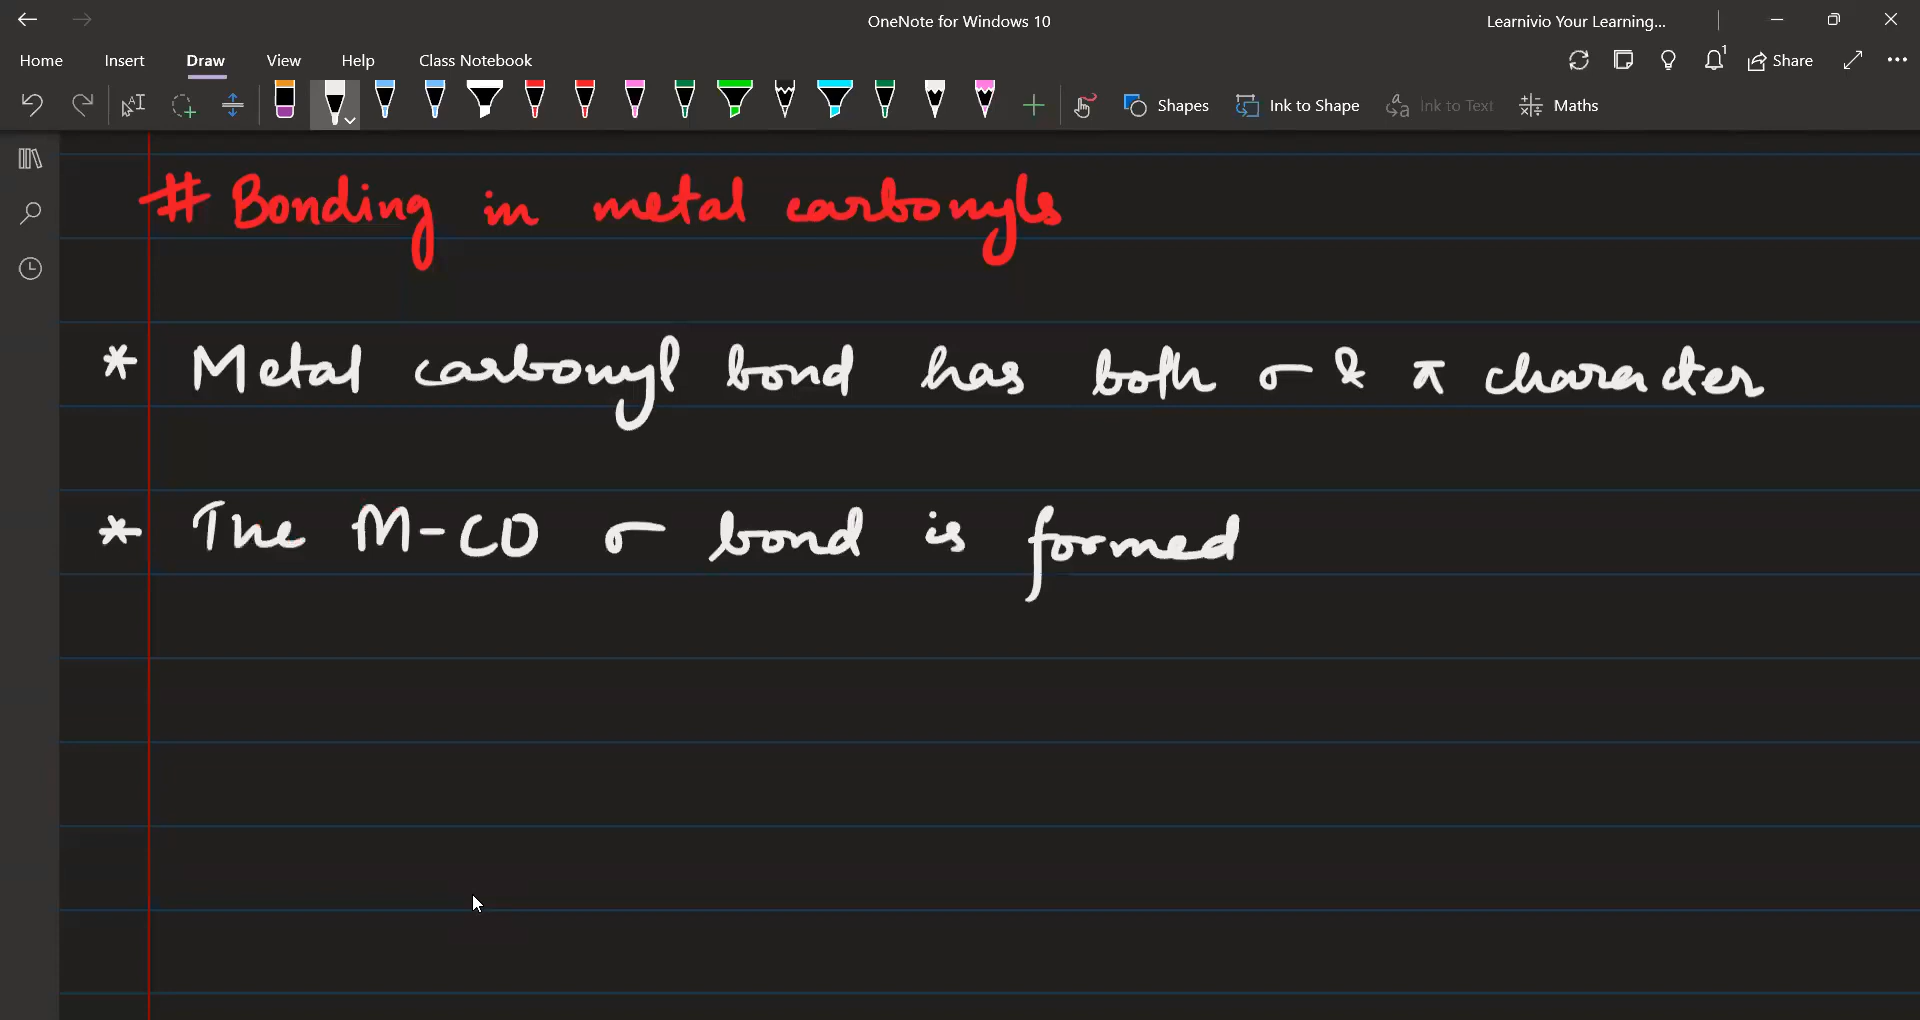 OneNote for Windows 10
Learnivio Your Learning...
Home Insert Draw View Help Class Notebook
1
Share
Shapes Ink to Shape Ink to Text Maths
# Bonding in metal carbonyls
* Metal carbonyl bond has both σ & π character
* The M-CO σ bond is formed